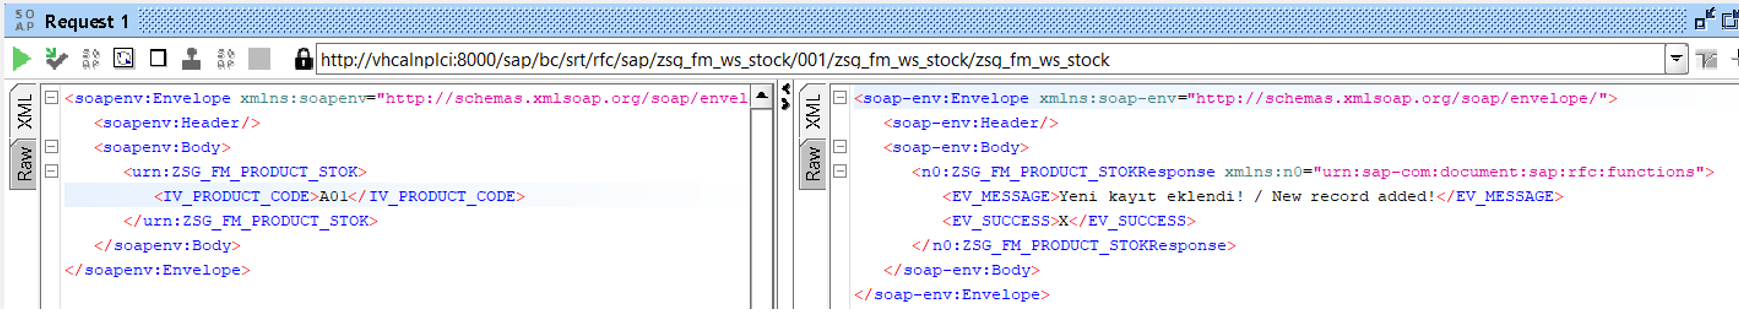 SO AP Request 1
http://vhcalnplci:8000/sap/bc/srt/rfc/sap/zsg_fm_ws_stock/001/zsg_fm_ws_stock/zsg_fm_ws_stock
XML
Raw
<soapenv:Envelope xmlns:soapenv="http://schemas.xmlsoap.org/soap/envel
<soapenv:Header/>
<soapenv:Body>
<urn:ZSG_FM_PRODUCT_STOK>
<IV_PRODUCT_CODE>A01</IV_PRODUCT_CODE>
</urn:ZSG_FM_PRODUCT_STOK>
</soapenv:Body>
</soapenv:Envelope>
XML
Raw
<soap-env:Envelope xmlns:soap-env="http://schemas.xmlsoap.org/soap/envelope/">
<soap-env:Header/>
<soap-env:Body>
<n0:ZSG_FM_PRODUCT_STOKResponse xmlns:n0="urn:sap-com:document:sap:rfc:functions">
<EV_MESSAGE>Yeni kayıt eklendi! / New record added!</EV_MESSAGE>
<EV_SUCCESS>X</EV_SUCCESS>
</n0:ZSG_FM_PRODUCT_STOKResponse>
</soap-env:Body>
</soap-env:Envelope>